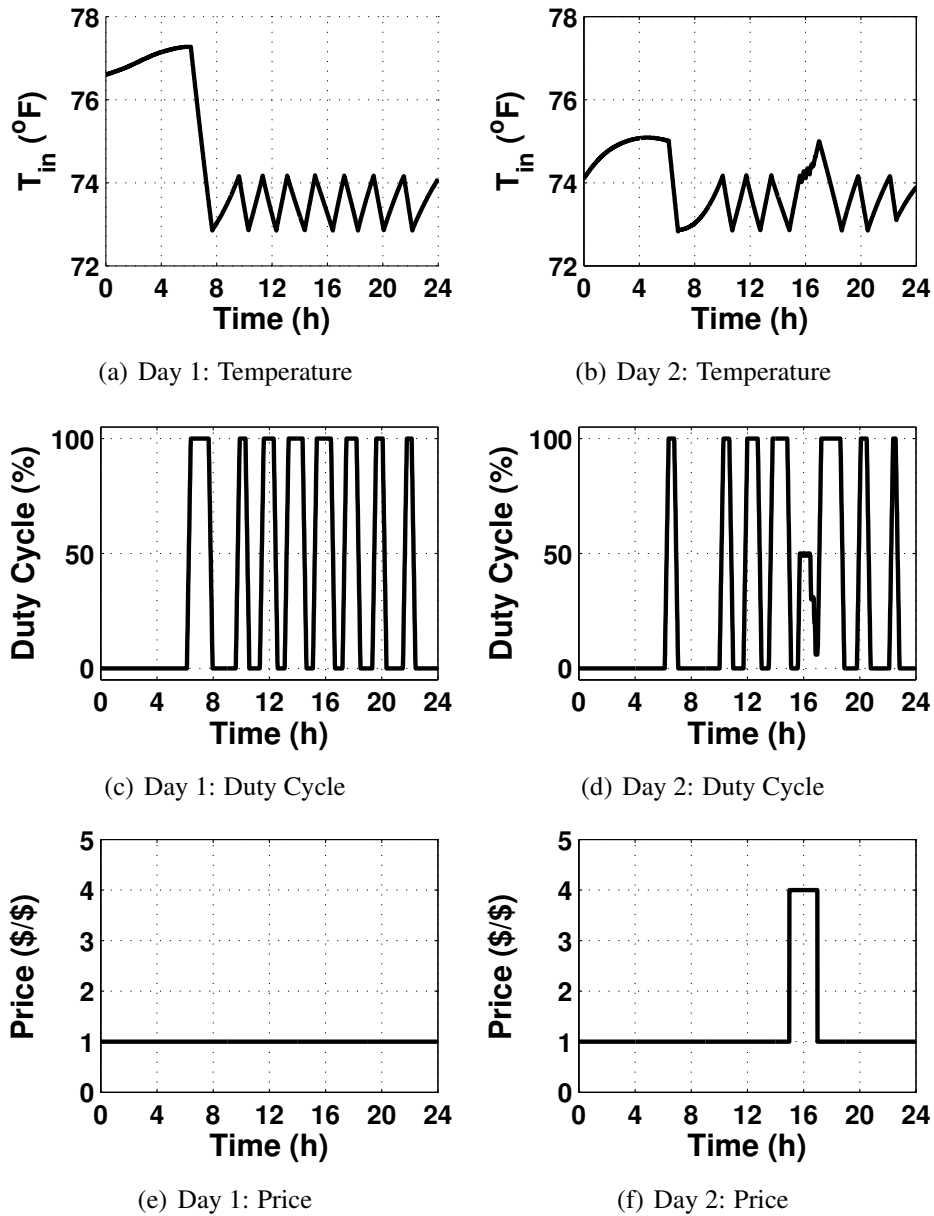 78
76
74
72
T_in (°F)
0 4 8 12 16 20 24
Time (h)
(a) Day 1: Temperature
78
76
74
72
T_in (°F)
0 4 8 12 16 20 24
Time (h)
(b) Day 2: Temperature
100
50
0
Duty Cycle (%)
0 4 8 12 16 20 24
Time (h)
(c) Day 1: Duty Cycle
100
50
0
Duty Cycle (%)
0 4 8 12 16 20 24
Time (h)
(d) Day 2: Duty Cycle
5
4
3
2
1
0
Price ($/$)
0 4 8 12 16 20 24
Time (h)
(e) Day 1: Price
5
4
3
2
1
0
Price ($/$)
0 4 8 12 16 20 24
Time (h)
(f) Day 2: Price